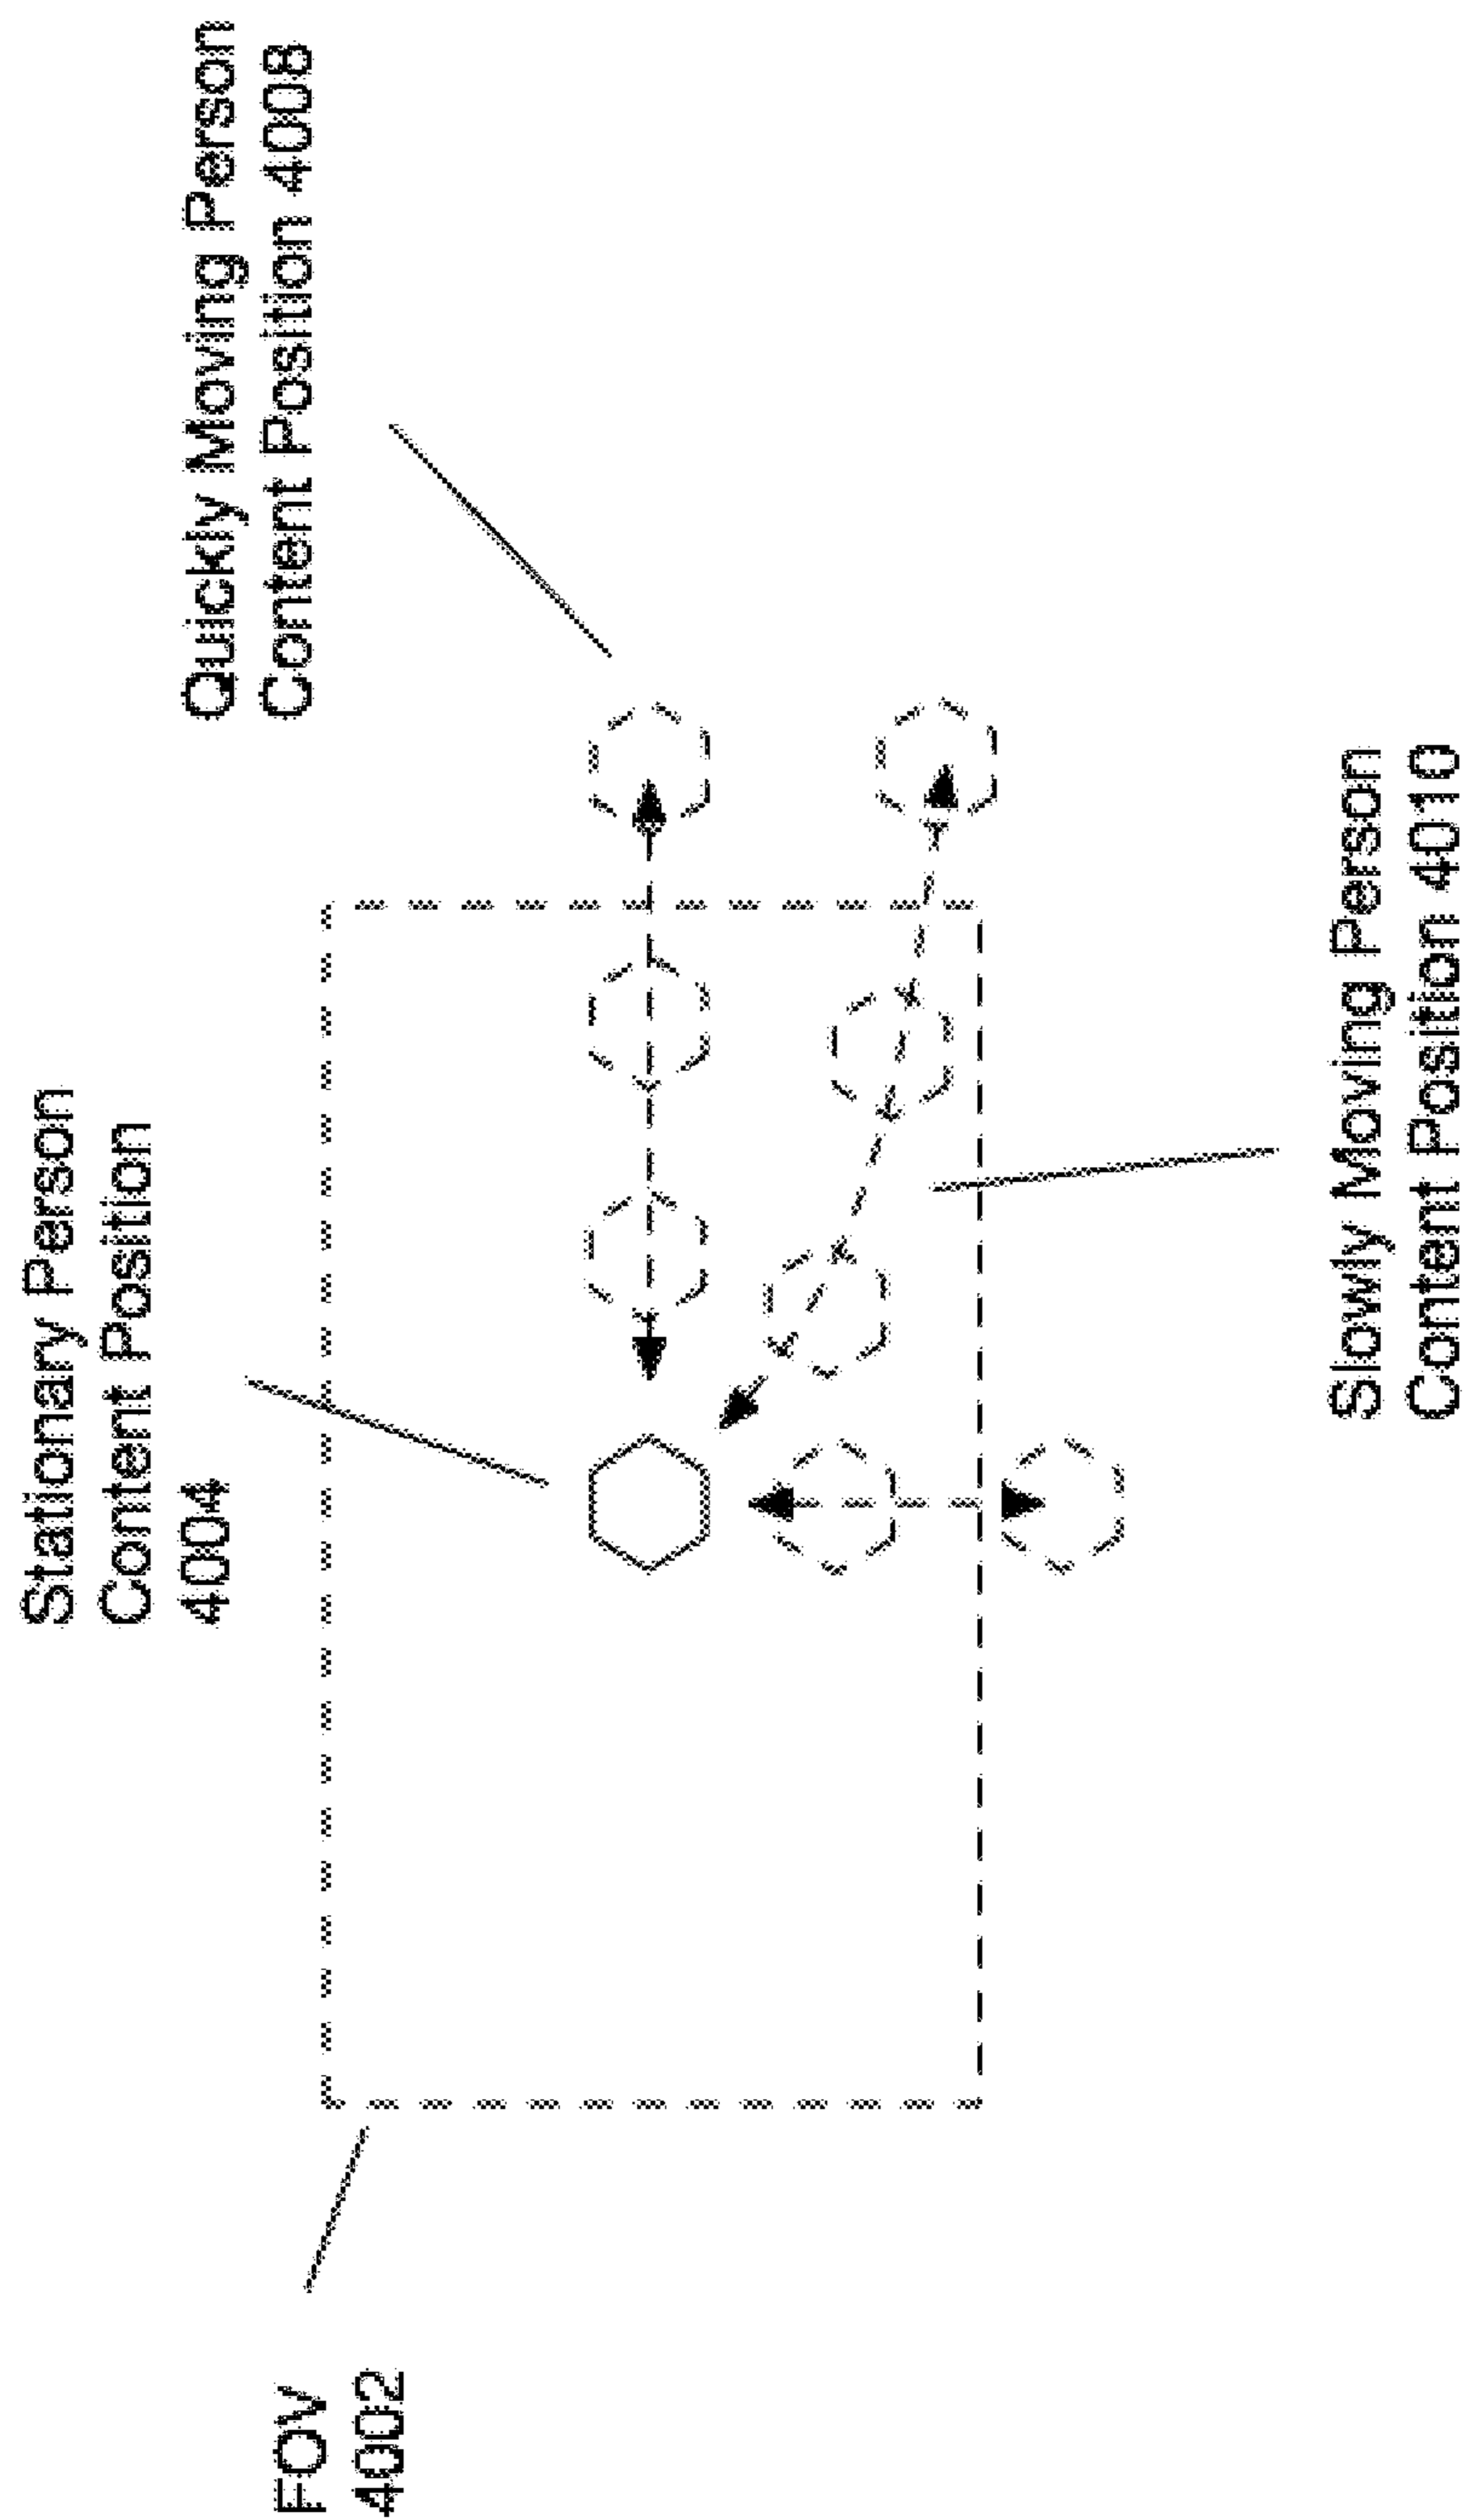 FOV
4002
Stationary Person
Content Position
4004
Quickly Moving Person
Content Position 4008
Slowly Moving Person
Content Position 4010